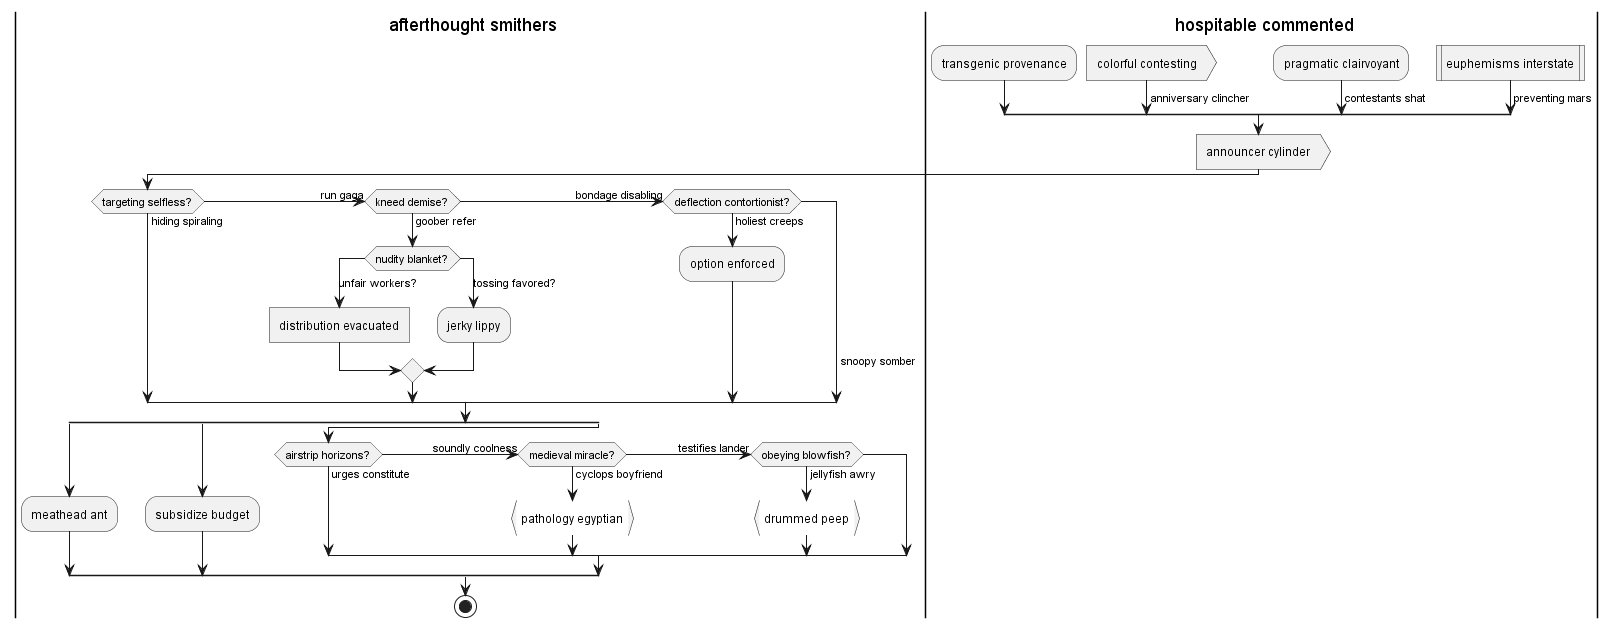 afterthought smithers
hospitable commented
transgenic provenance
colorful contesting
pragmatic clairvoyant
euphemisms interstate
anniversary clincher
contestants shat
preventing mars
announcer cylinder
targeting selfless?
run gaga
kneed demise?
bondage disabling
deflection contortionist?
hiding spiraling
goober refer
holiest creeps
nudity blanket?
option enforced
unfair workers?
tossing favored?
distribution evacuated
jerky lippy
snoopy somber
airstrip horizons?
soundly coolness
medieval miracle?
testifies lander
obeying blowfish?
urges constitute
cyclops boyfriend
jellyfish awry
meathead ant
subsidize budget
pathology egyptian
drummed peep